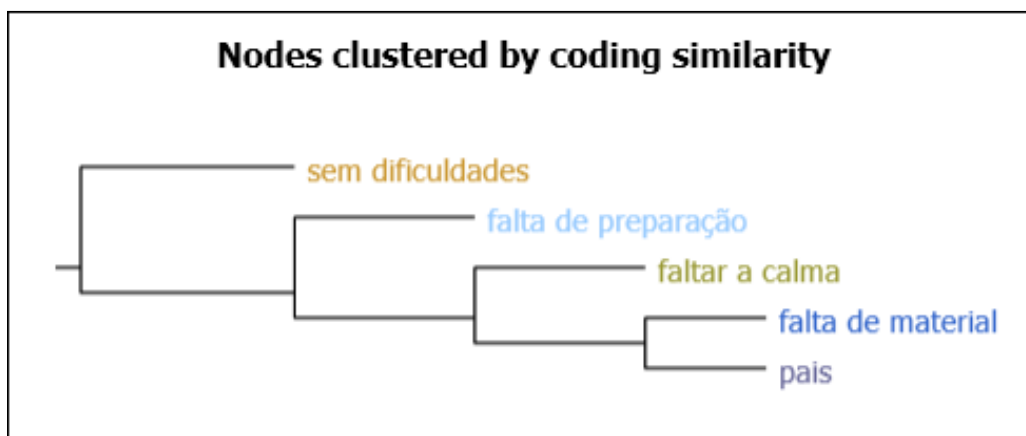 Nodes clustered by coding similarity
sem dificuldades
falta de preparação
faltar a calma
falta de material
pais